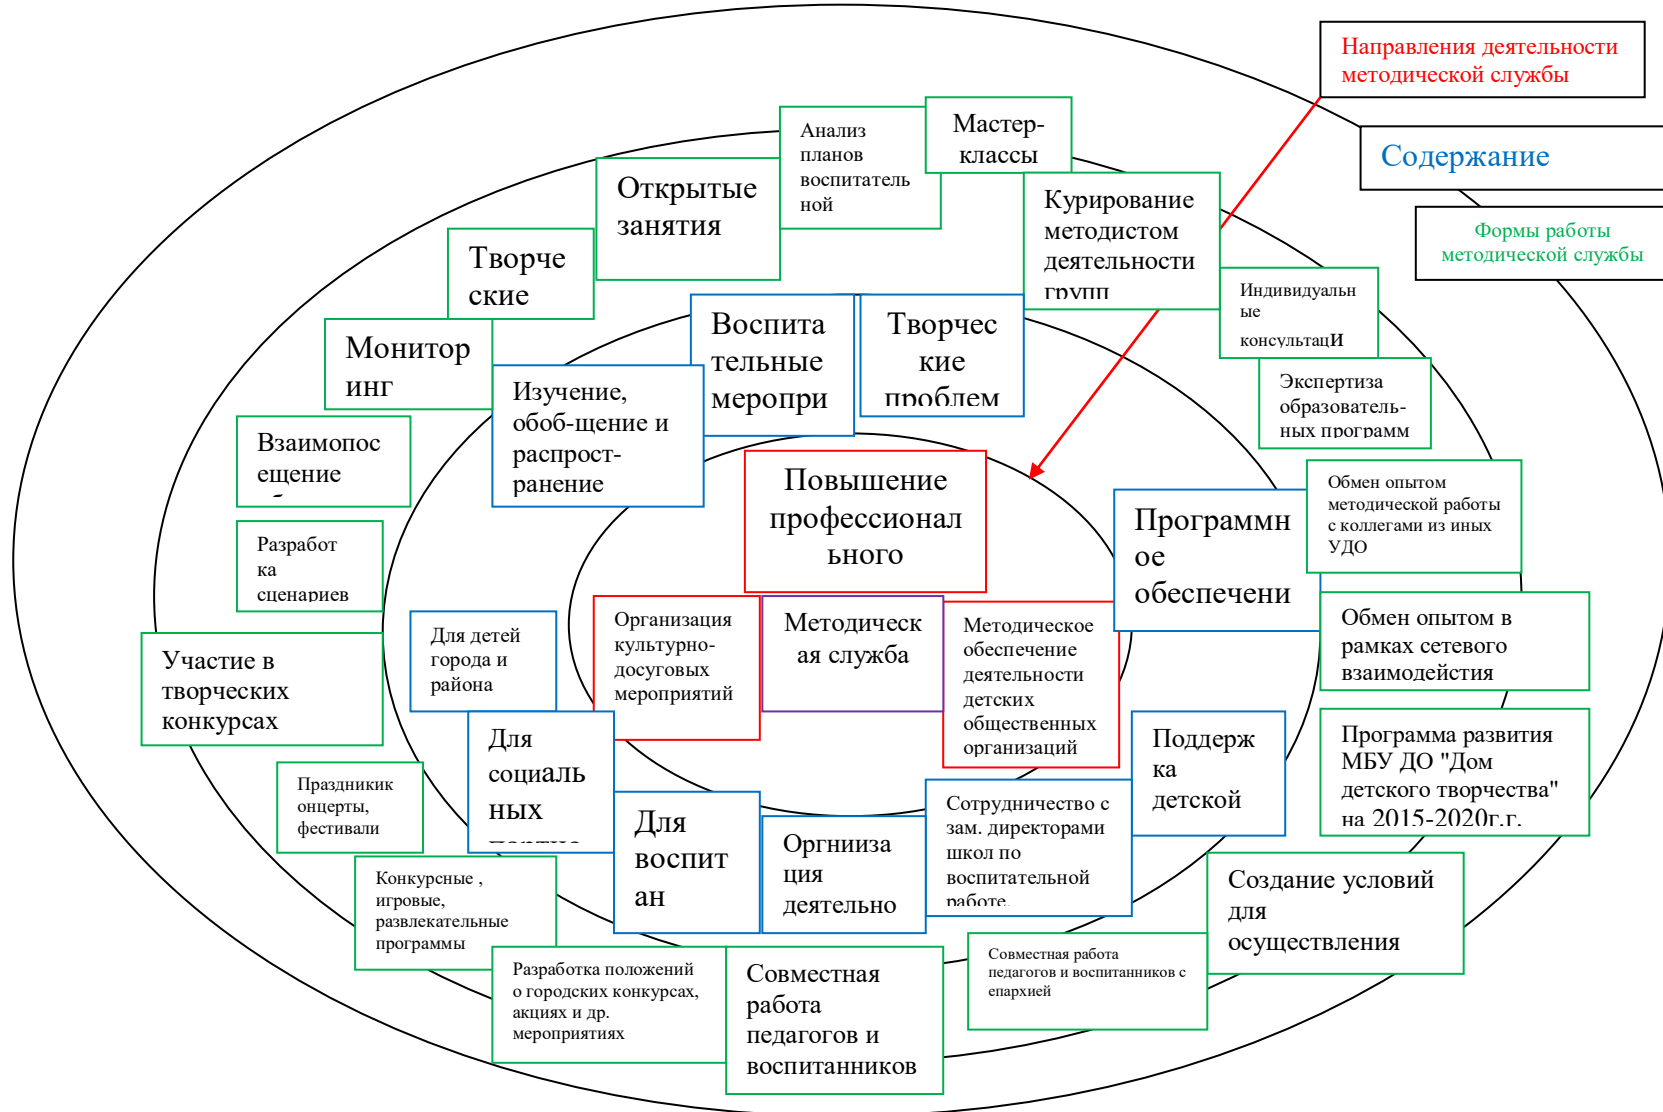 Направления деятельности
методической службы
Содержание
Формы работы
методической службы
Мастер-
классы
Анализ
планов
воспитатель
ной
Открытые
занятия
Курирование
методистом
деятельности
групп
Творче
ские
Индивидуальн
ые
консультаци
Воспита
тельные
меропри
Творчес
кие
проблем
Монитор
инг
Изучение,
обоб-щение и
распрост-
ранение
Экспертиза
образователь-
ных программ
Взаимопос
ещение
Повышение
профессионал
ьного
Обмен опытом
методической работы
с коллегами из иных
УДО
Программн
ое
обеспечени
Разработ
ка
сценариев
Обмен опытом в
рамках сетевого
взаимодейстия
Для детей
города и
района
Организация
культурно-
досуговых
мероприятий
Методическ
ая служба
Методическое
обеспечение
деятельности
детских
общественных
организаций
Участие в
творческих
конкурсах
Для
социаль
ных
Поддерж
ка
детской
Программа развития
МБУ ДО "Дом
детского творчества"
на 2015-2020г.г.
Праздникик
онцерты,
фестивали
Для
воспит
ан
Оргниза
ция
деятельно
Сотрудничество с
зам. директорами
школ по
воспитательной
работе.
Конкурсные ,
игровые,
развлекательные
программы
Создание условий
для
осуществления
Разработка положений
о городских конкурсах,
акциях и др.
мероприятиях
Совместная
работа
педагогов и
воспитанников
Совместная работа
педагогов и воспитанников с
епархией